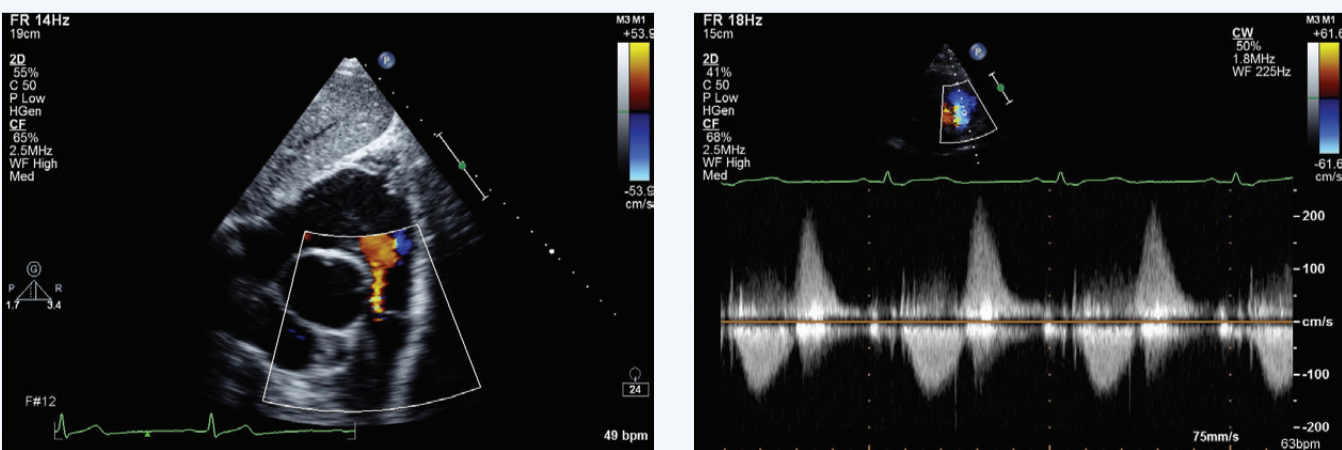 FR 14Hz
19cm
2D
55%
C 50
P Low
HGen
CF
65%
2.5MHz
WF High
Med
M3 M1
+53.9
-53.9
cm/s
P
G
P R
1.7 3.4
F#12
24
49 bpm
FR 18Hz
15cm
2D
41%
C 50
P Low
HGen
CF
68%
2.5MHz
WF High
Med
P
CW
50%
1.8MHz
WF 225Hz
M3 M1
+61.6
-61.6
cm/s
200
100
cm/s
-100
-200
75mm/s
63bpm